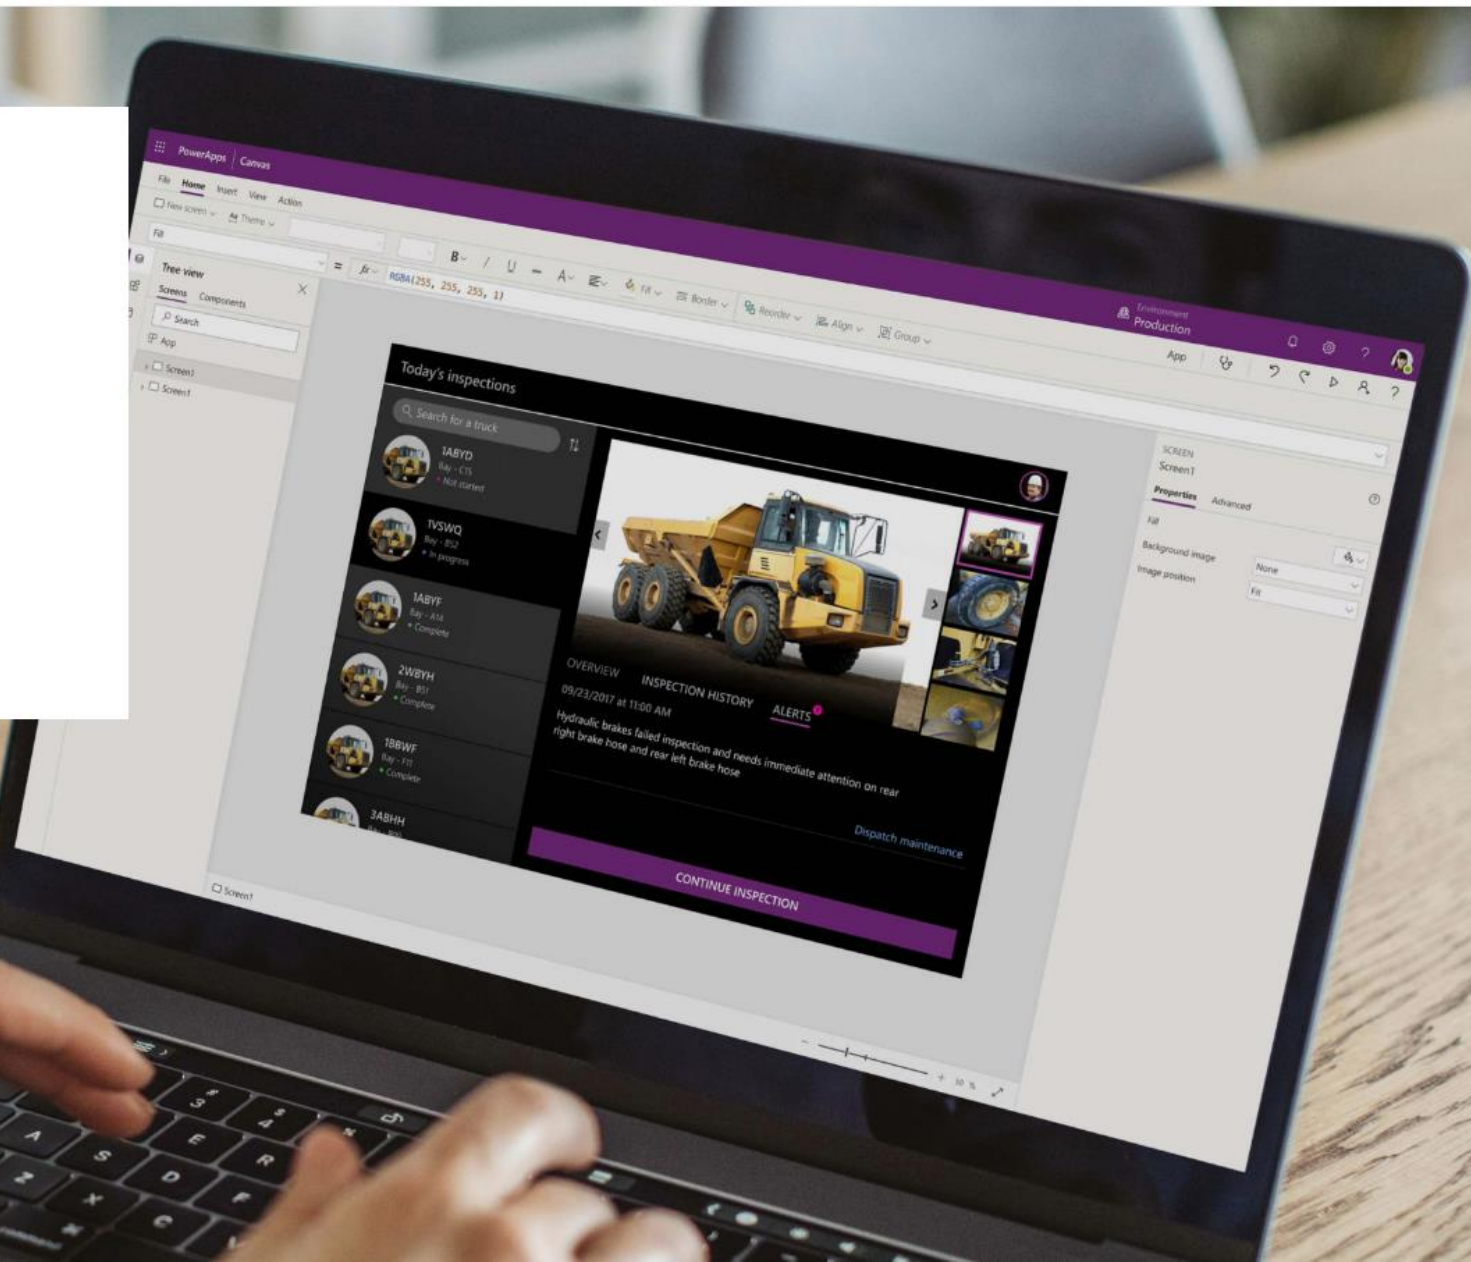 PowerApps | Canvas
Environment
Production
File Home Insert View Action
New screen Aa Theme
B / U A Fill Border Reorder Align Group
App
Fill = fx RGBA(255, 255, 255, 1)
Tree view
Screens Components
Search
App
Screen1
Screen1
Today's inspections
Search for a truck
1ABYD
Bay - C15
Not started
1VSWQ
Bay - B52
In progress
1ABYF
Bay - A14
Complete
2WBYH
Bay - B51
Complete
1BBWF
Bay - F11
Complete
3ABHH
OVERVIEW INSPECTION HISTORY ALERTS
09/23/2017 at 11:00 AM
Hydraulic brakes failed inspection and needs immediate attention on rear
right brake hose and rear left brake hose
Dispatch maintenance
CONTINUE INSPECTION
SCREEN
Screen1
Properties Advanced
Fill
Background image None
Image position Fit
Screen1
3 4
E R
A S D F
Z X C
command